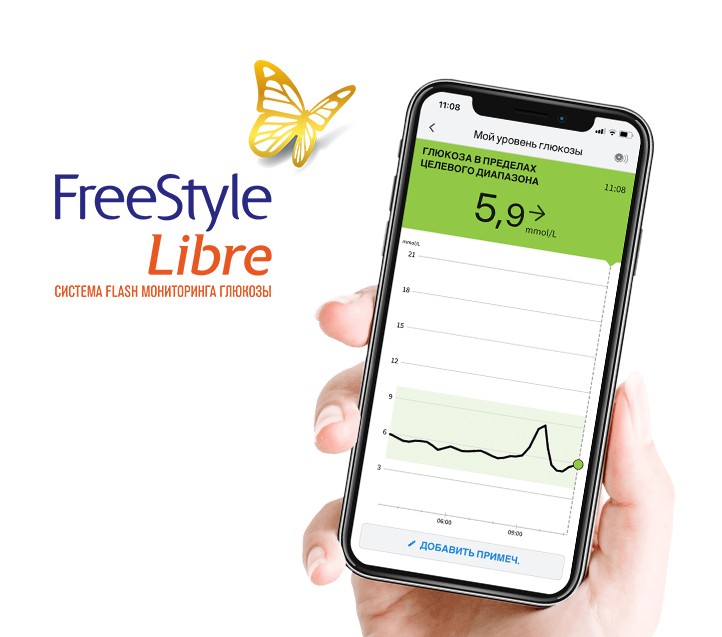 FreeStyle
Libre
СИСТЕМА FLASH МОНИТОРИНГА ГЛЮКОЗЫ
11:08
Мой уровень глюкозы
ГЛЮКОЗА В ПРЕДЕЛАХ
ЦЕЛЕВОГО ДИАПАЗОНА
11:08
5,9→
mmol/L
mmol/L
21
18
15
12
9
6
3
06:00
09:00
ДОБАВИТЬ ПРИМЕЧ.